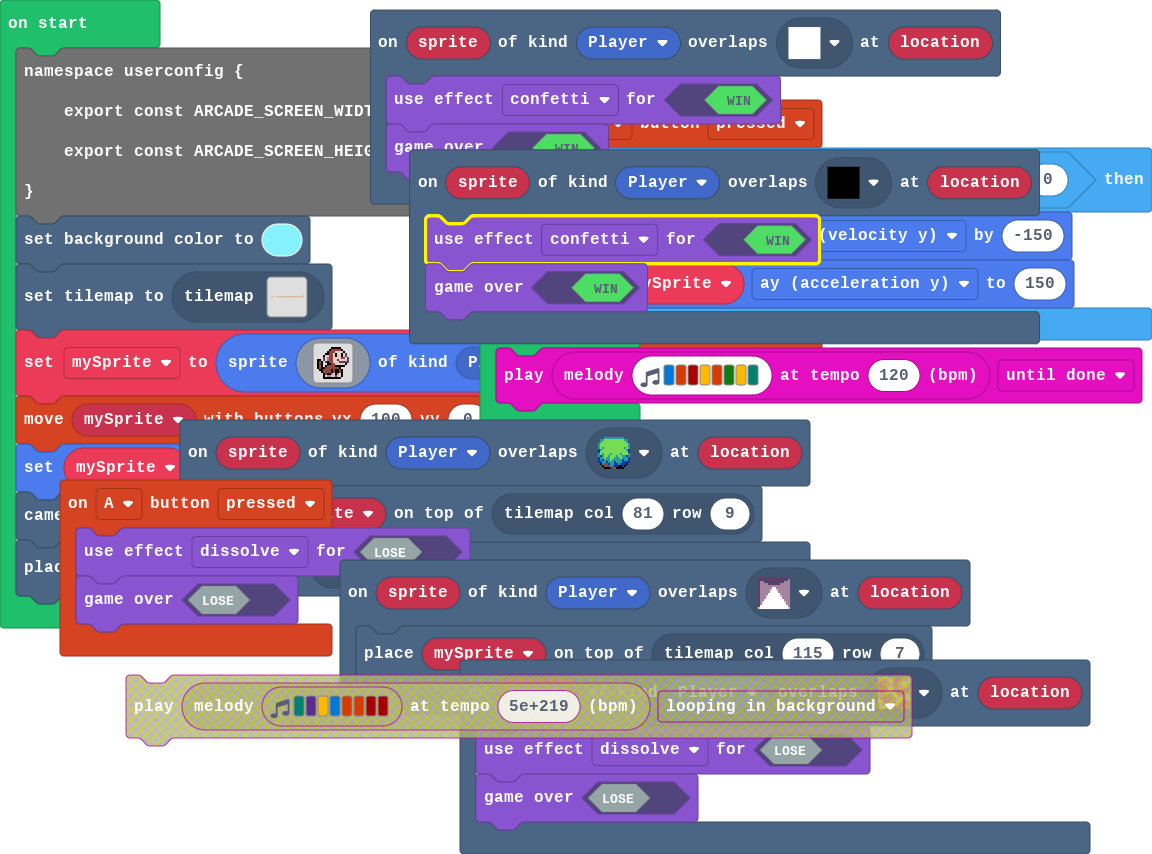 on start
namespace userconfig {
export const ARCADE_SCREEN_WIDT
export const ARCADE_SCREEN_HEIG
}
set background color to
set tilemap to tilemap
set mySprite to sprite of kind
move mySprite with buttons vx 100 vy 0
set mySprite
on sprite of kind Player overlaps at location
use effect confetti for WIN
game over WIN
button pressed
0 then
on sprite of kind Player overlaps at location
use effect confetti for WIN
game over WIN
(velocity y) by -150
ySprite ay (acceleration y) to 150
play melody at tempo 120 (bpm) until done
on sprite of kind Player overlaps at location
on top of tilemap col 81 row 9
on A button pressed
use effect dissolve for LOSE
game over LOSE
on sprite of kind Player overlaps at location
place mySprite on top of tilemap col 115 row 7
Player overlaps at location
play melody at tempo 5e+219 (bpm) looping in background
use effect dissolve for LOSE
game over LOSE